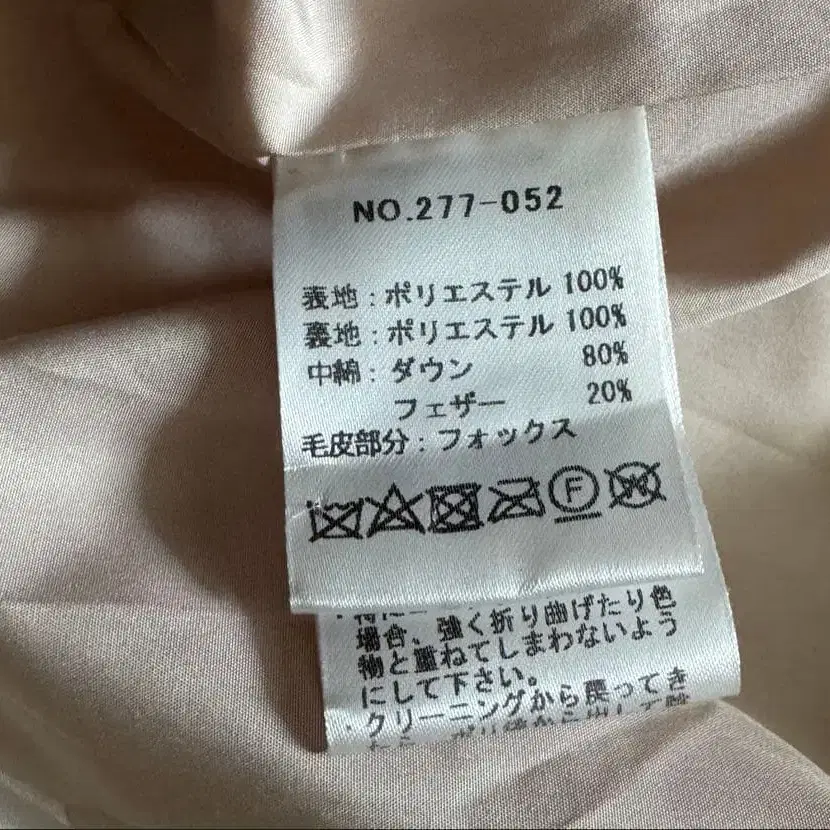 NO.277-052
表地:ポリエステル 100%
裏地:ポリエステル 100%
中綿:ダウン 80%
フェザー 20%
毛皮部分:フォックス
F
W
場合、強く折り曲げたり色
物と重ねてしまわないよう
にして下さい。
・クリーニングから戻ってき